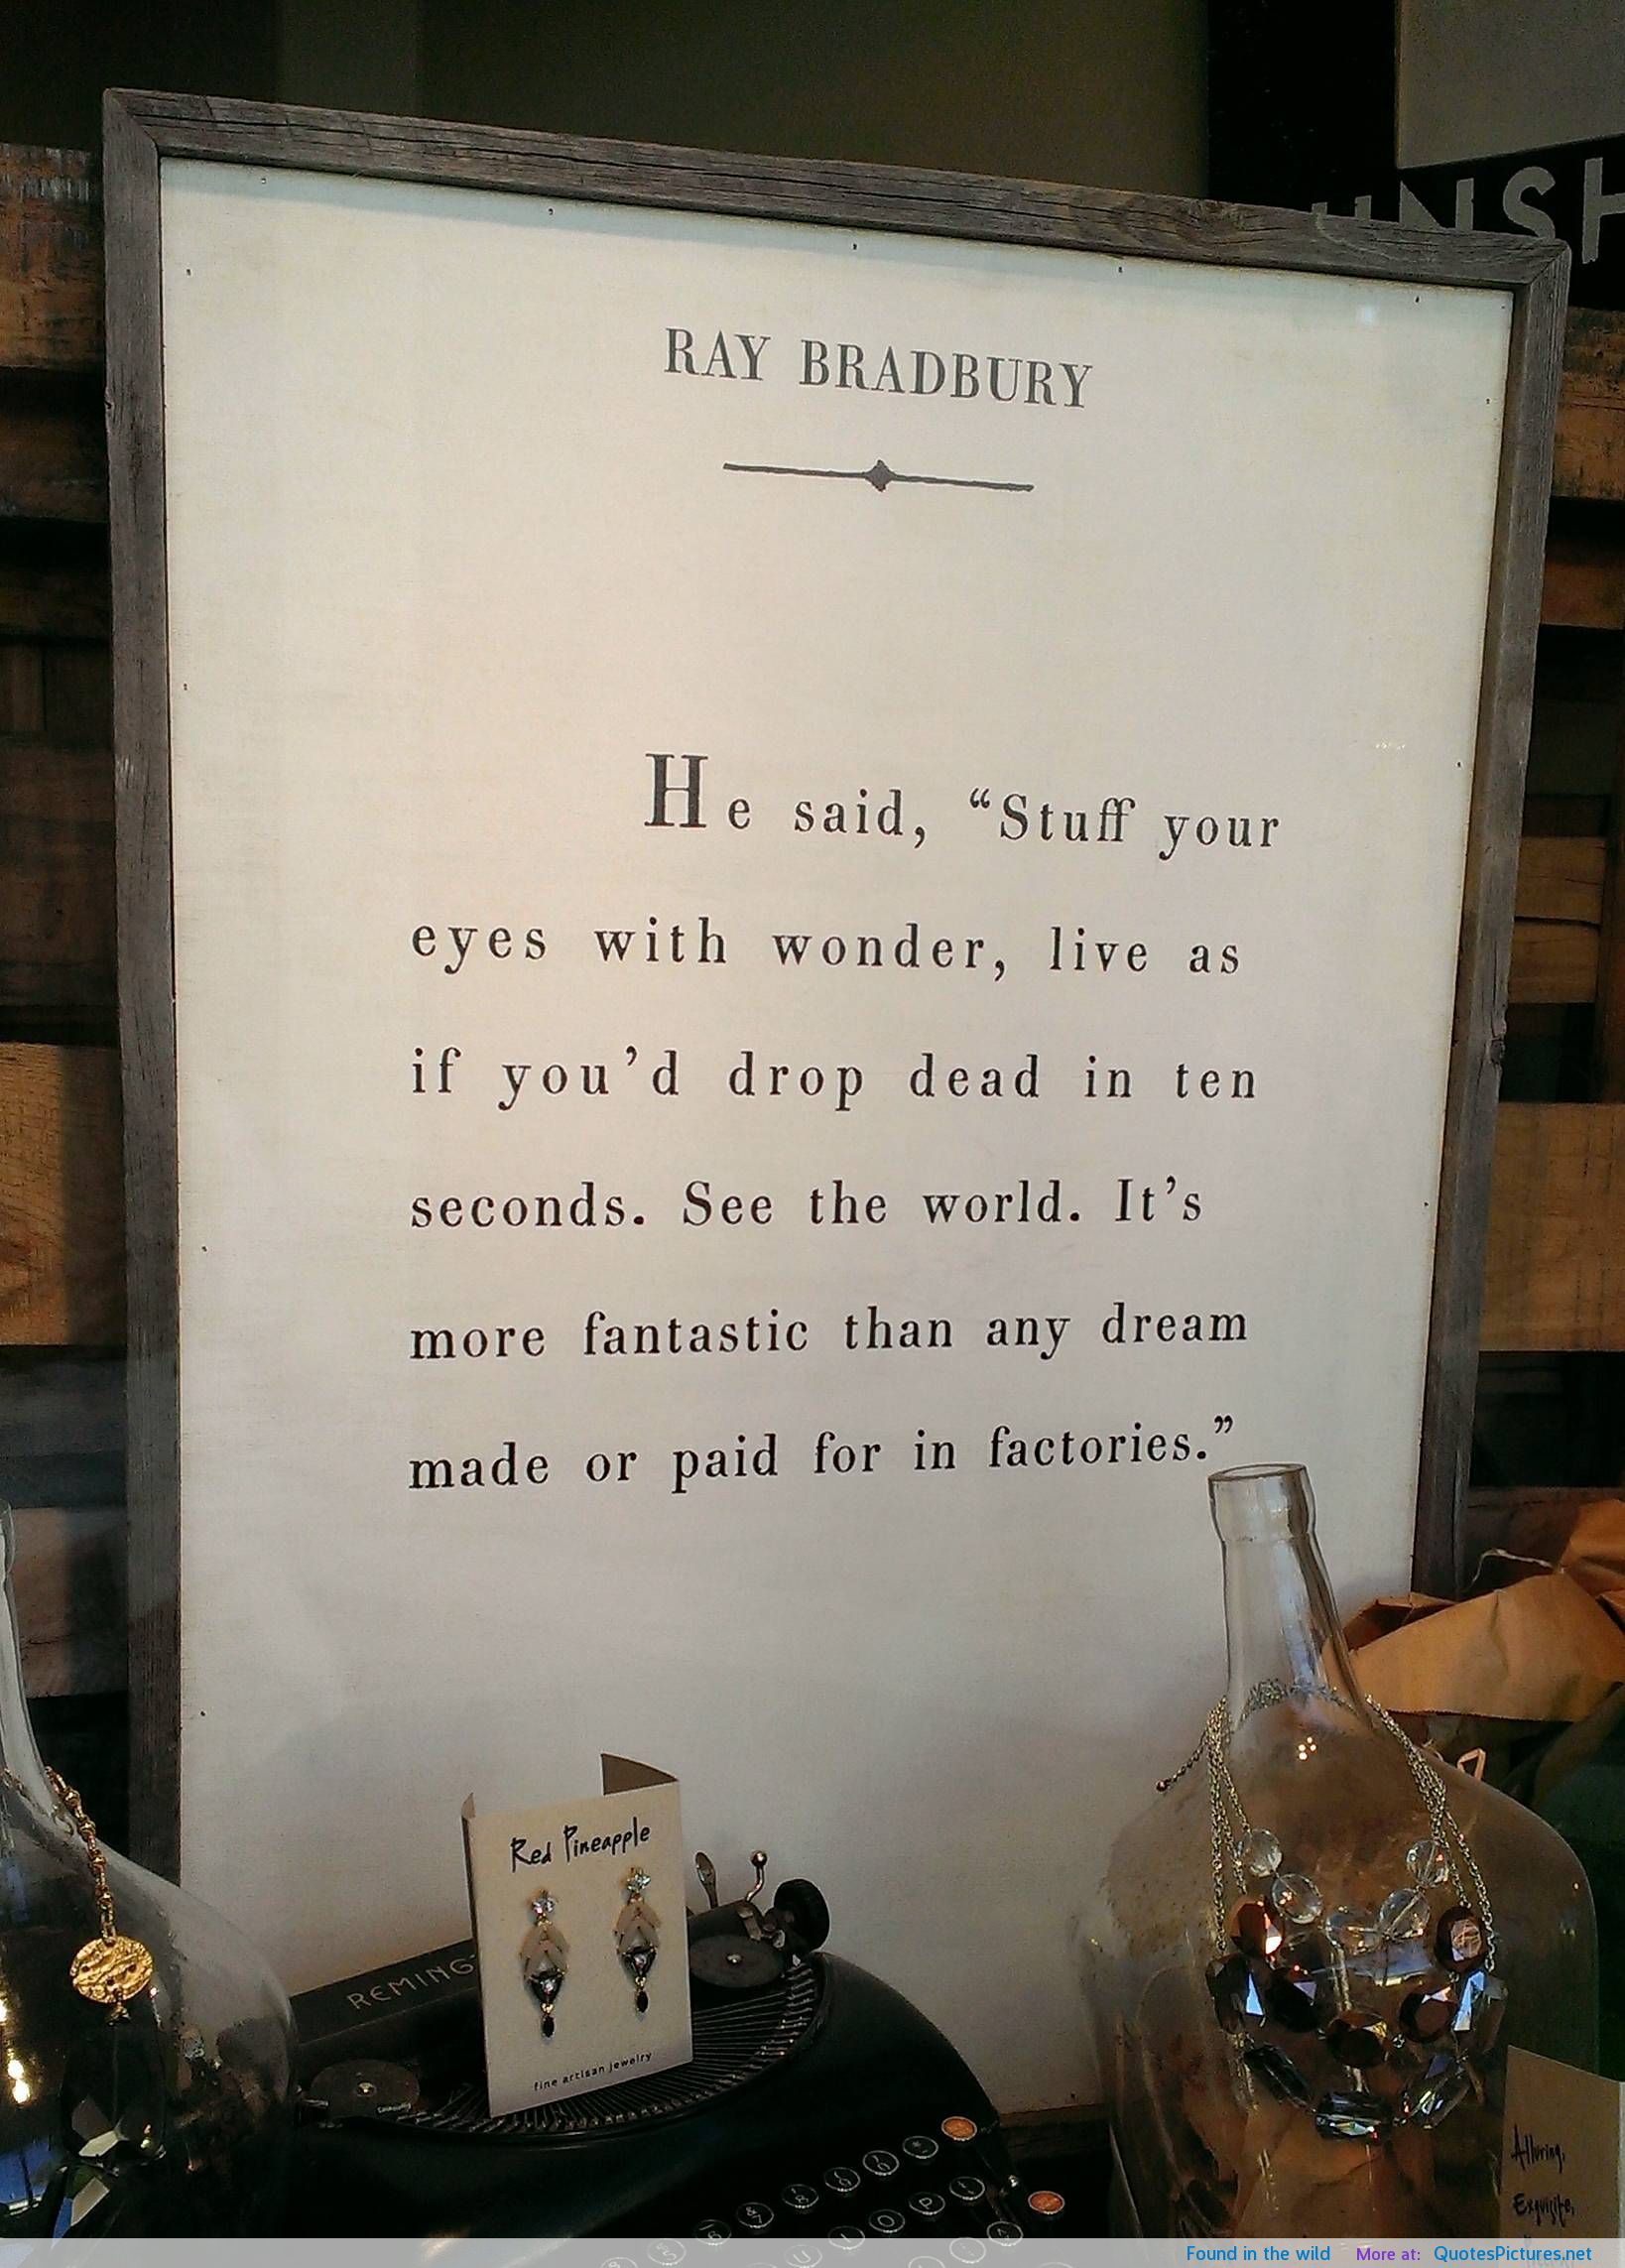 RAY BRADBURY
He said, “Stuff your
eyes with wonder, live as
if you’d drop dead in ten
seconds. See the world. It’s
more fantastic than any dream
made or paid for in factories.”
Red Pineapple
fine artisan jewelry
REMING
Alluring,
Exquisite,
Found in the wild More at: QuotesPictures.net